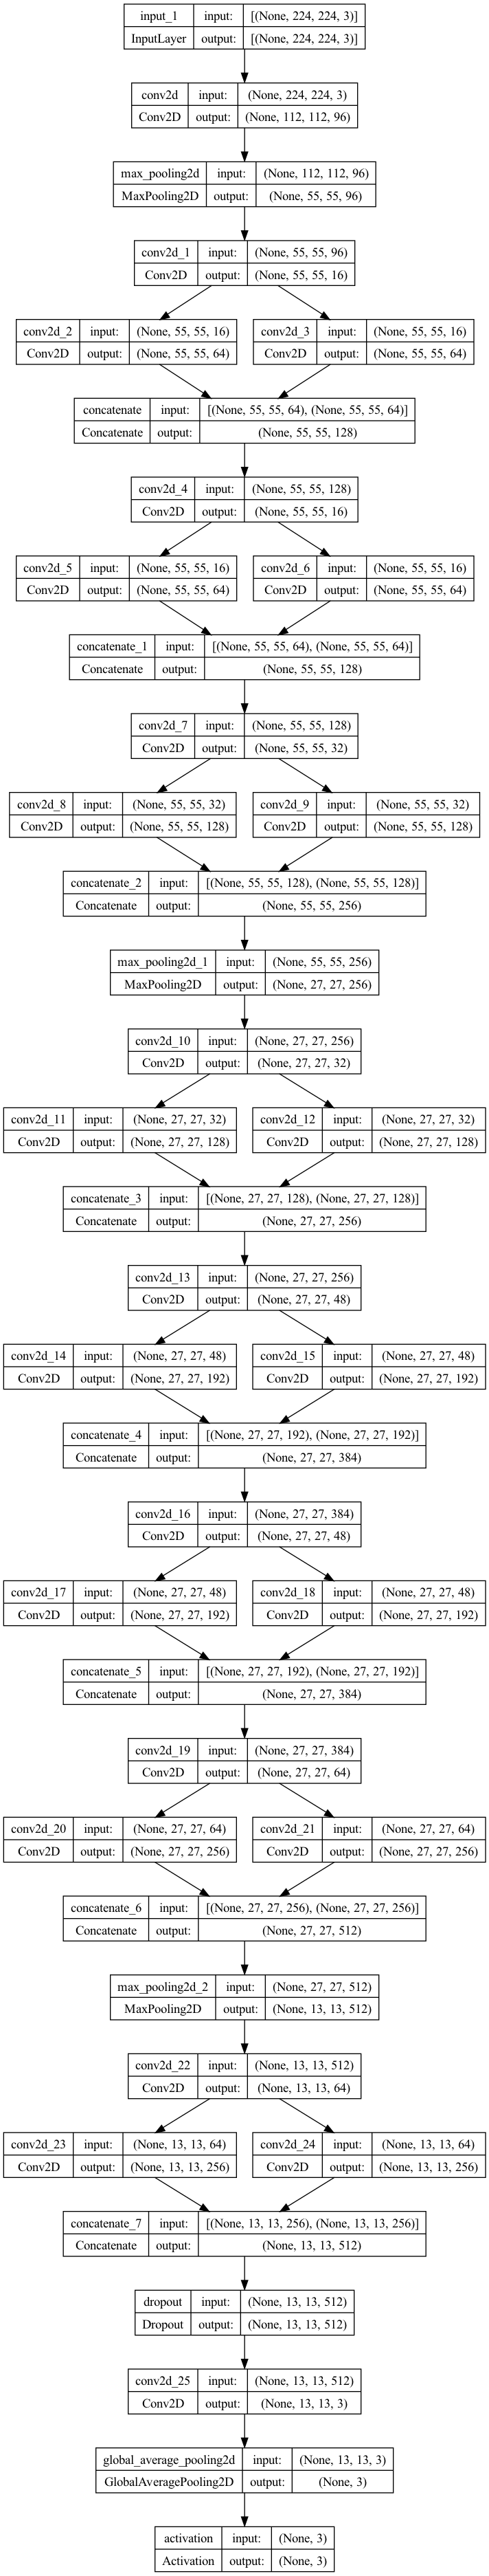 input_1 input: [(None, 224, 224, 3)]
InputLayer output: [(None, 224, 224, 3)]
conv2d input: (None, 224, 224, 3)
Conv2D output: (None, 112, 112, 96)
max_pooling2d input: (None, 112, 112, 96)
MaxPooling2D output: (None, 55, 55, 96)
conv2d_1 input: (None, 55, 55, 96)
Conv2D output: (None, 55, 55, 16)
conv2d_2 input: (None, 55, 55, 16)
Conv2D output: (None, 55, 55, 64)
conv2d_3 input: (None, 55, 55, 16)
Conv2D output: (None, 55, 55, 64)
concatenate input: [(None, 55, 55, 64), (None, 55, 55, 64)]
Concatenate output: (None, 55, 55, 128)
conv2d_4 input: (None, 55, 55, 128)
Conv2D output: (None, 55, 55, 16)
conv2d_5 input: (None, 55, 55, 16)
Conv2D output: (None, 55, 55, 64)
conv2d_6 input: (None, 55, 55, 16)
Conv2D output: (None, 55, 55, 64)
concatenate_1 input: [(None, 55, 55, 64), (None, 55, 55, 64)]
Concatenate output: (None, 55, 55, 128)
conv2d_7 input: (None, 55, 55, 128)
Conv2D output: (None, 55, 55, 32)
conv2d_8 input: (None, 55, 55, 32)
Conv2D output: (None, 55, 55, 128)
conv2d_9 input: (None, 55, 55, 32)
Conv2D output: (None, 55, 55, 128)
concatenate_2 input: [(None, 55, 55, 128), (None, 55, 55, 128)]
Concatenate output: (None, 55, 55, 256)
max_pooling2d_1 input: (None, 55, 55, 256)
MaxPooling2D output: (None, 27, 27, 256)
conv2d_10 input: (None, 27, 27, 256)
Conv2D output: (None, 27, 27, 32)
conv2d_11 input: (None, 27, 27, 32)
Conv2D output: (None, 27, 27, 128)
conv2d_12 input: (None, 27, 27, 32)
Conv2D output: (None, 27, 27, 128)
concatenate_3 input: [(None, 27, 27, 128), (None, 27, 27, 128)]
Concatenate output: (None, 27, 27, 256)
conv2d_13 input: (None, 27, 27, 256)
Conv2D output: (None, 27, 27, 48)
conv2d_14 input: (None, 27, 27, 48)
Conv2D output: (None, 27, 27, 192)
conv2d_15 input: (None, 27, 27, 48)
Conv2D output: (None, 27, 27, 192)
concatenate_4 input: [(None, 27, 27, 192), (None, 27, 27, 192)]
Concatenate output: (None, 27, 27, 384)
conv2d_16 input: (None, 27, 27, 384)
Conv2D output: (None, 27, 27, 48)
conv2d_17 input: (None, 27, 27, 48)
Conv2D output: (None, 27, 27, 192)
conv2d_18 input: (None, 27, 27, 48)
Conv2D output: (None, 27, 27, 192)
concatenate_5 input: [(None, 27, 27, 192), (None, 27, 27, 192)]
Concatenate output: (None, 27, 27, 384)
conv2d_19 input: (None, 27, 27, 384)
Conv2D output: (None, 27, 27, 64)
conv2d_20 input: (None, 27, 27, 64)
Conv2D output: (None, 27, 27, 256)
conv2d_21 input: (None, 27, 27, 64)
Conv2D output: (None, 27, 27, 256)
concatenate_6 input: [(None, 27, 27, 256), (None, 27, 27, 256)]
Concatenate output: (None, 27, 27, 512)
max_pooling2d_2 input: (None, 27, 27, 512)
MaxPooling2D output: (None, 13, 13, 512)
conv2d_22 input: (None, 13, 13, 512)
Conv2D output: (None, 13, 13, 64)
conv2d_23 input: (None, 13, 13, 64)
Conv2D output: (None, 13, 13, 256)
conv2d_24 input: (None, 13, 13, 64)
Conv2D output: (None, 13, 13, 256)
concatenate_7 input: [(None, 13, 13, 256), (None, 13, 13, 256)]
Concatenate output: (None, 13, 13, 512)
dropout input: (None, 13, 13, 512)
Dropout output: (None, 13, 13, 512)
conv2d_25 input: (None, 13, 13, 512)
Conv2D output: (None, 13, 13, 3)
global_average_pooling2d input: (None, 13, 13, 3)
GlobalAveragePooling2D output: (None, 3)
activation input: (None, 3)
Activation output: (None, 3)